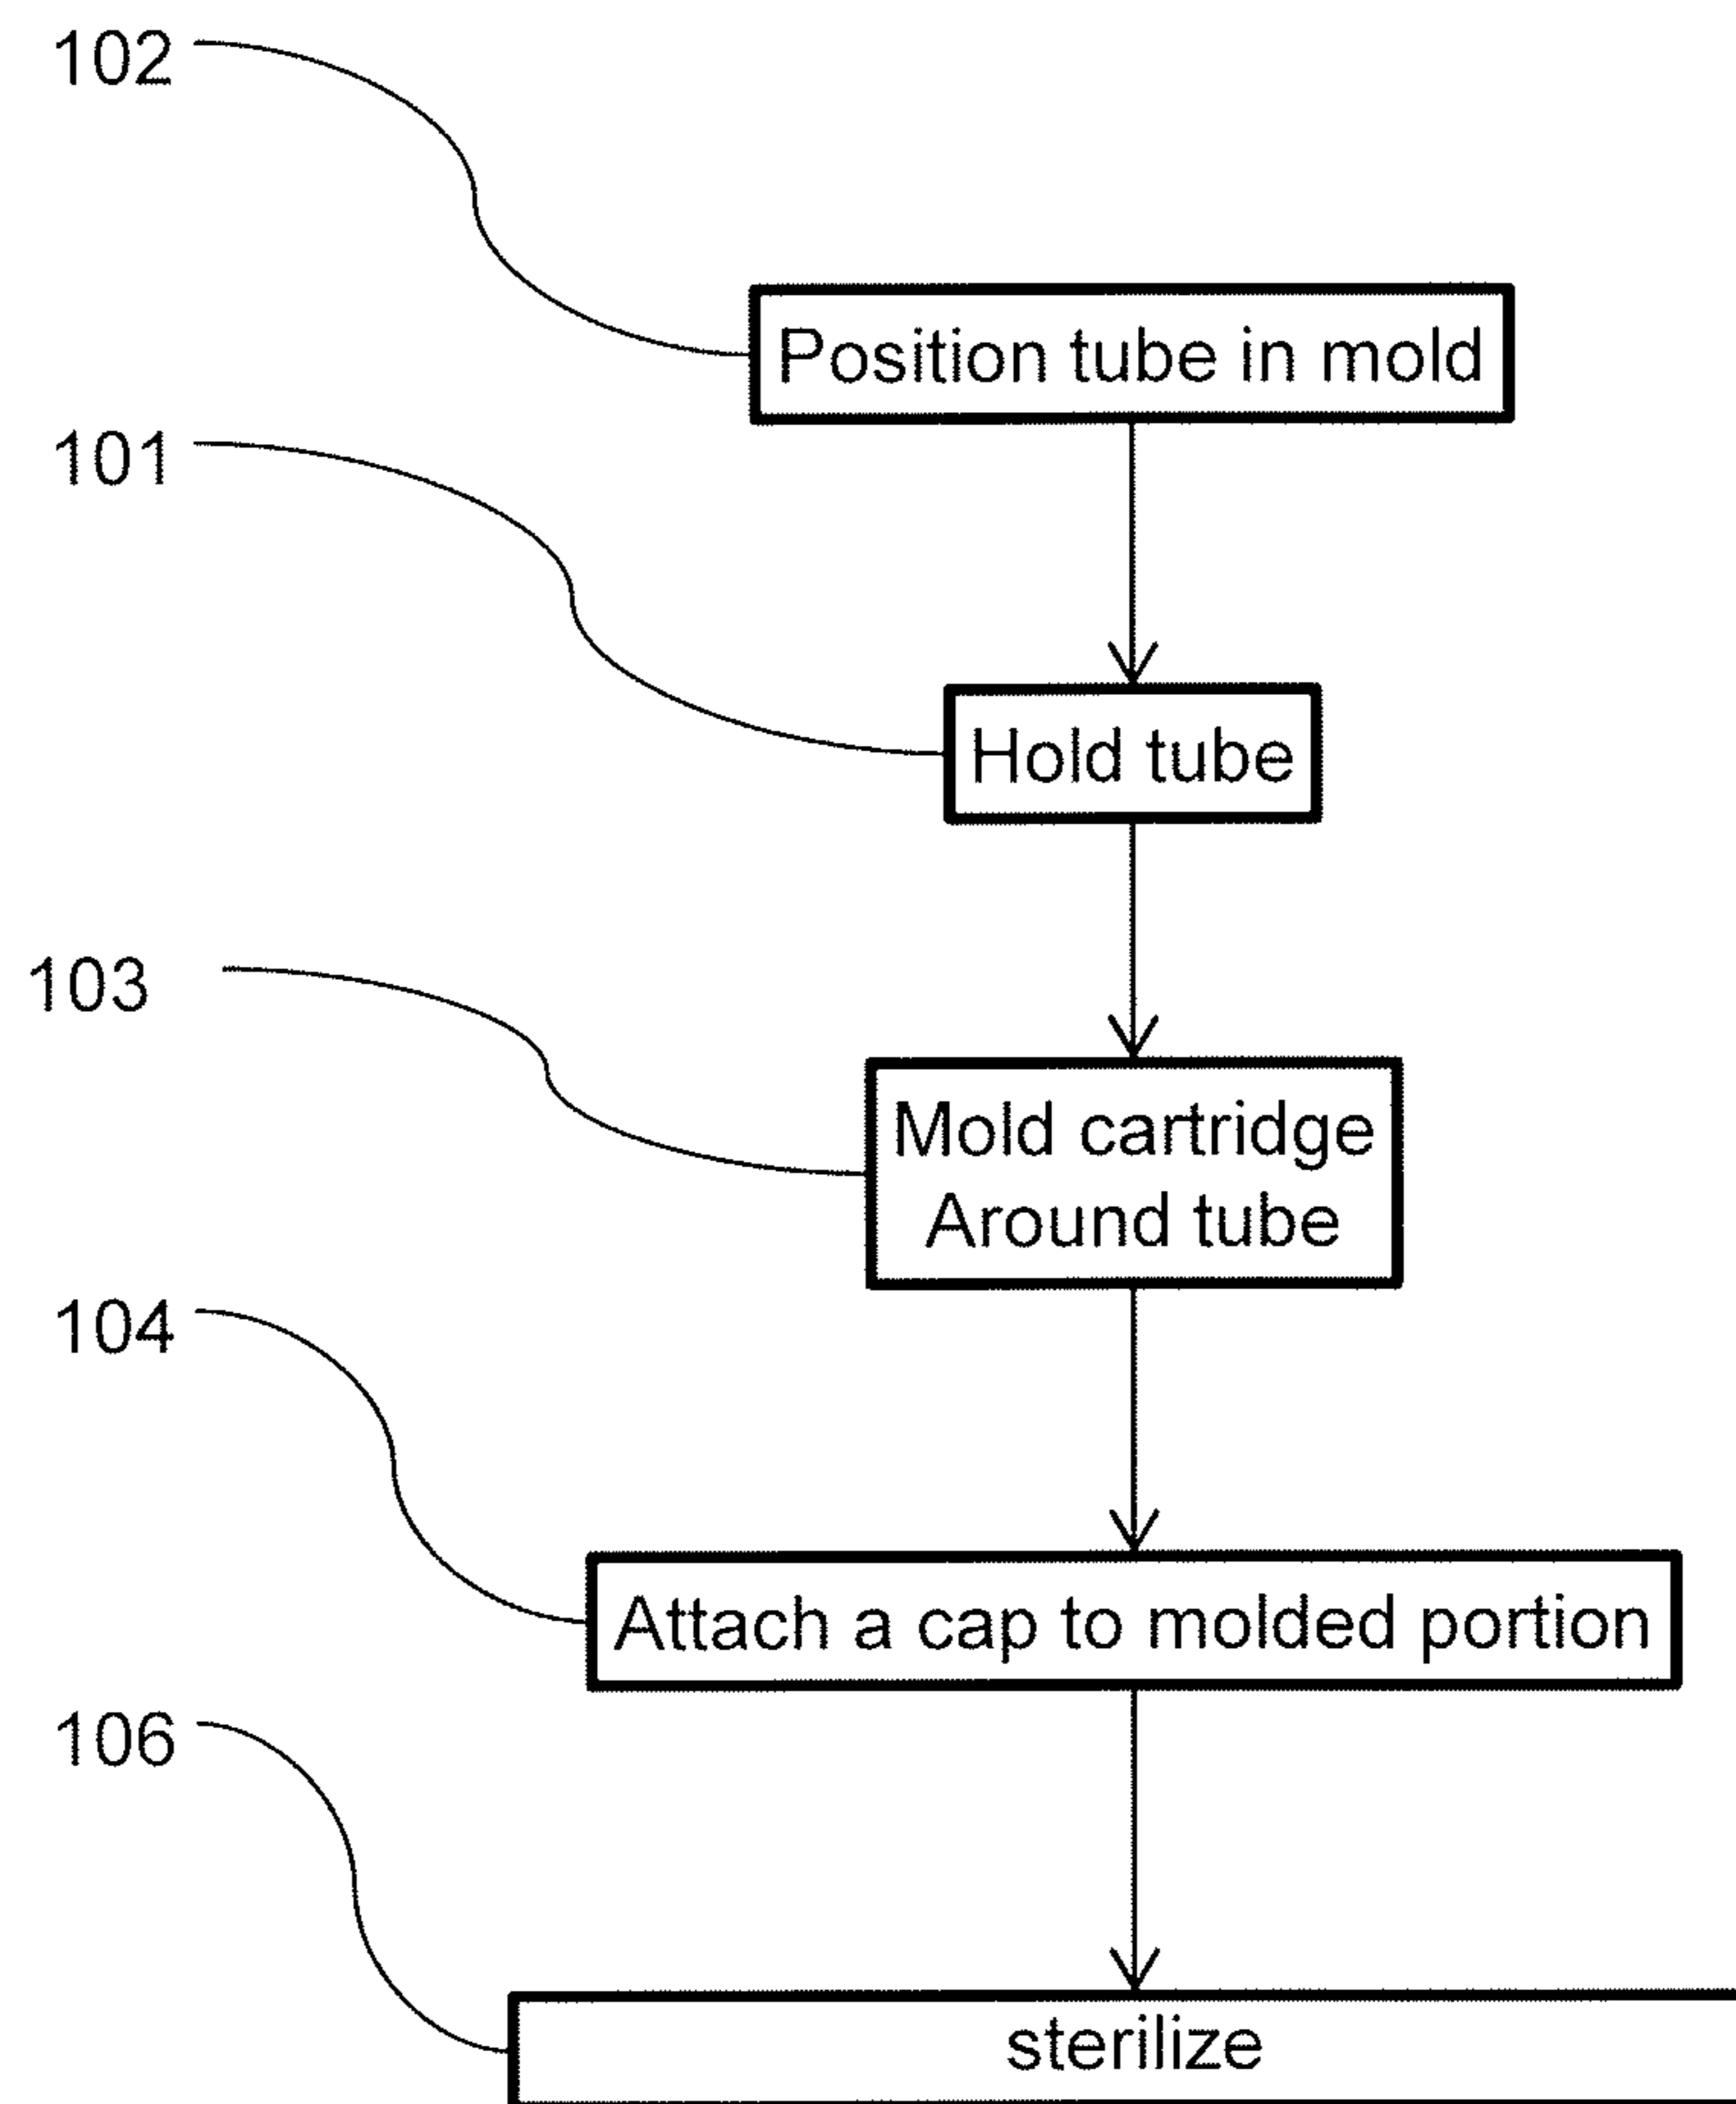 102
Position tube in mold
101
Hold tube
103
Mold cartridge
Around tube
104
Attach a cap to molded portion
106
sterilize